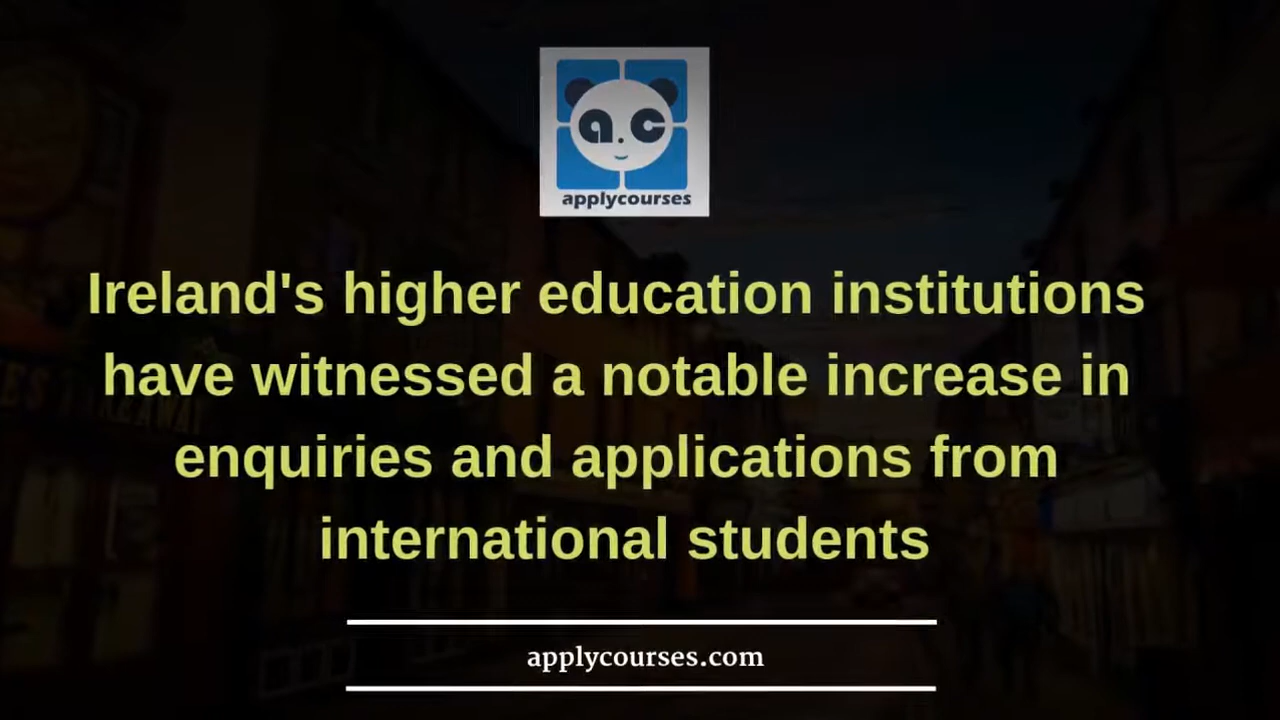 a.c
applycourses
Ireland's higher education institutions
have witnessed a notable increase in
enquiries and applications from
international students
applycourses.com